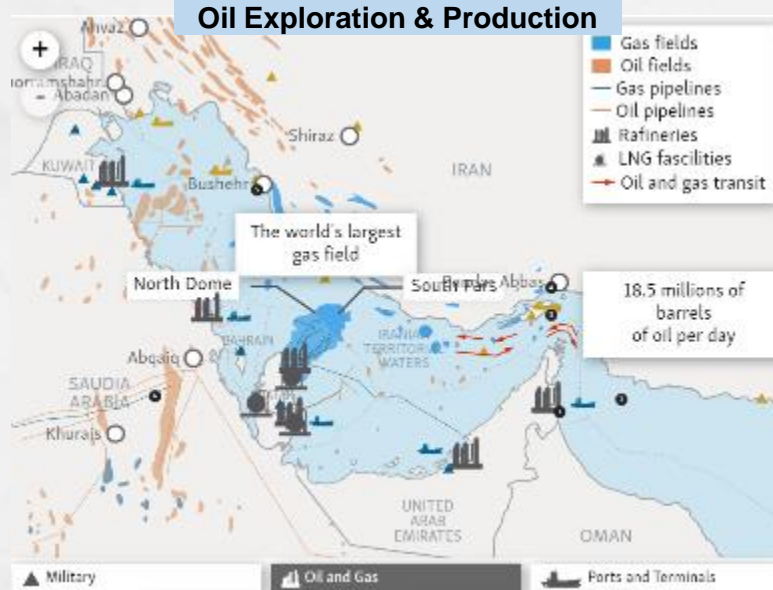 Oil Exploration & Production
Ahvaz
+
-
IRAQ
Abadan
KUWAIT
Shiraz
Bushehr
IRAN
Gas fields
Oil fields
Gas pipelines
Oil pipelines
Rafineries
LNG fascilities
Oil and gas transit
The world's largest
gas field
North Dome
South Pars
Abbas
18.5 millions of
barrels
of oil per day
BAHRAIN
IRANIAN
TERRITORIAL
WATERS
Abqaiq
SAUDIA
ARABIA
Khurais
UNITED
ARAB
EMIRATES
OMAN
Military
Oil and Gas
Ports and Terminals